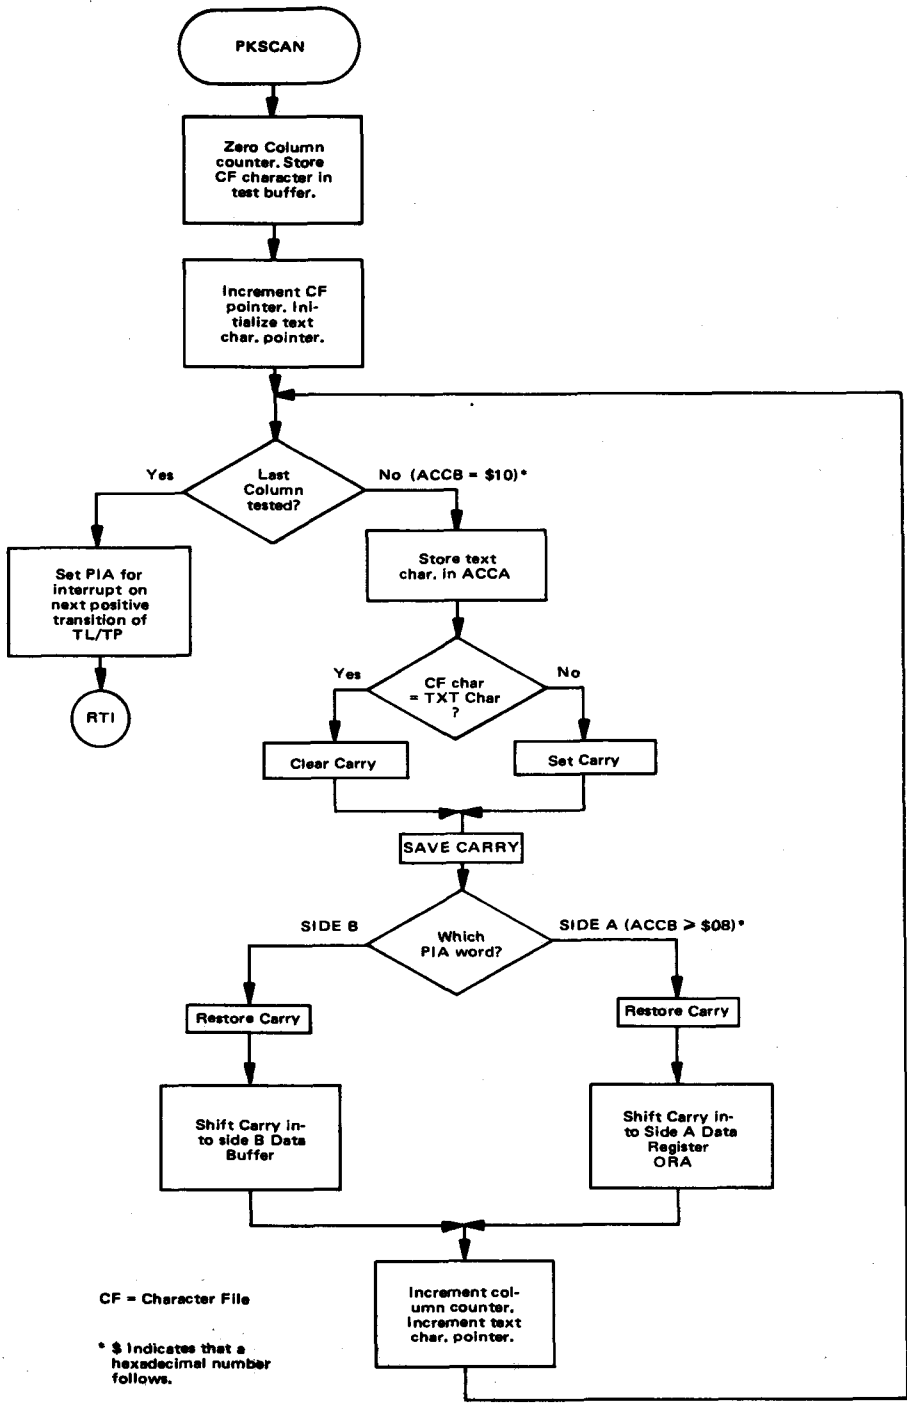 PKSCAN
Zero Column
counter. Store
CF character in
test buffer.
Increment CF
pointer. Ini-
tialize text
char. pointer.
Yes
Last
Column
tested?
No (ACCB = $10)*
Set PIA for
interrupt on
next positive
transition of
TL/TP
RTI
Store text
char. in ACCA
Yes
CF char
= TXT Char
?
No
Clear Carry
Set Carry
SAVE CARRY
SIDE B
Which
PIA word?
SIDE A (ACCB ⩾ $08)*
Restore Carry
Restore Carry
Shift Carry in-
to side B Data
Buffer
Shift Carry in-
to Side A Data
Register
ORA
Increment col-
umn counter.
Increment text
char. pointer.
CF = Character File
* $ Indicates that a
hexadecimal number
follows.